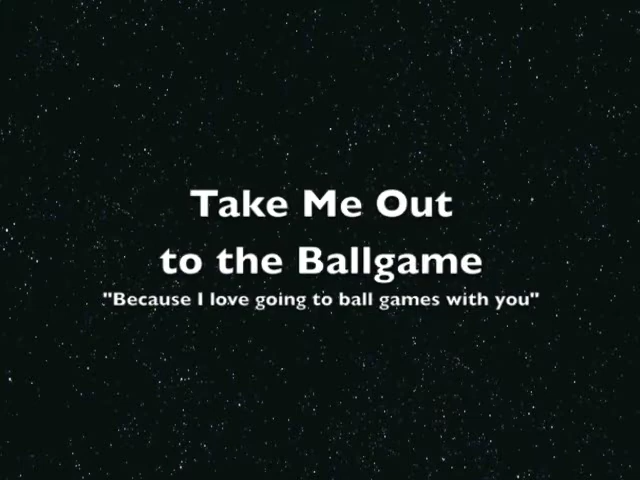 Take Me Out
to the Ballgame
"Because I love going to ball games with you"